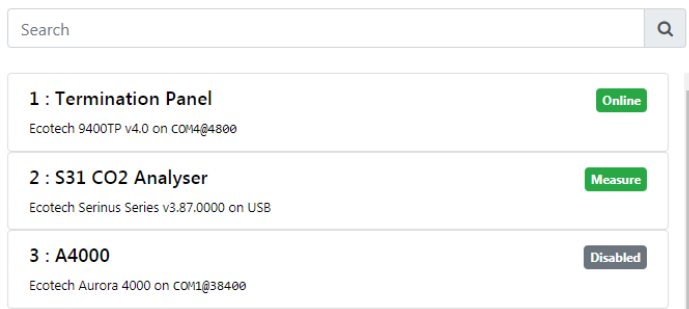 Search
1 : Termination Panel
Online
Ecotech 9400TP v4.0 on COM4@4800
2 : S31 CO2 Analyser
Measure
Ecotech Serinus Series v3.87.0000 on USB
3 : A4000
Disabled
Ecotech Aurora 4000 on COM1@38400